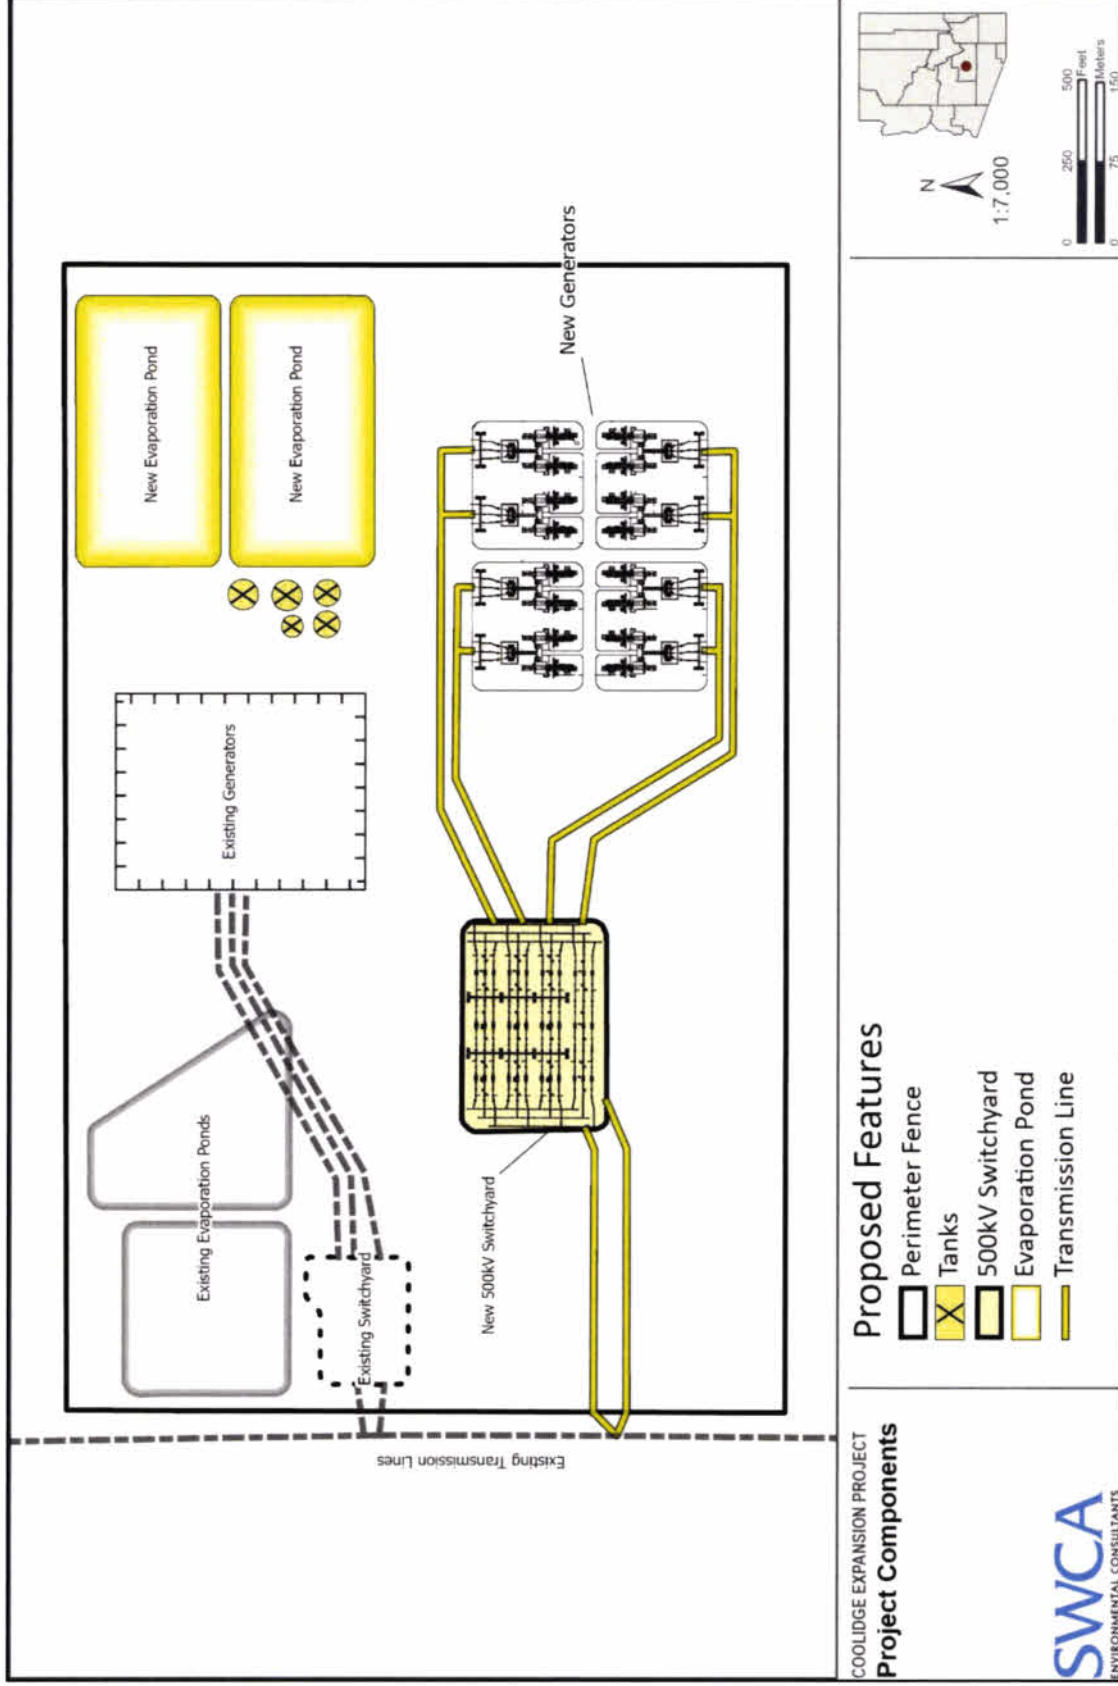 New Evaporation Pond
New Evaporation Pond
Existing Generators
New Generators
Existing Evaporation Ponds
Existing Switchyard
New 500kV Switchyard
Existing Transmission Lines
COOLIDGE EXPANSION PROJECT
Project Components
SWCA
ENVIRONMENTAL CONSULTANTS
Proposed Features
Perimeter Fence
Tanks
500kV Switchyard
Evaporation Pond
Transmission Line
N
1:7,000
0 250 500
Feet
Meters
0 75 150